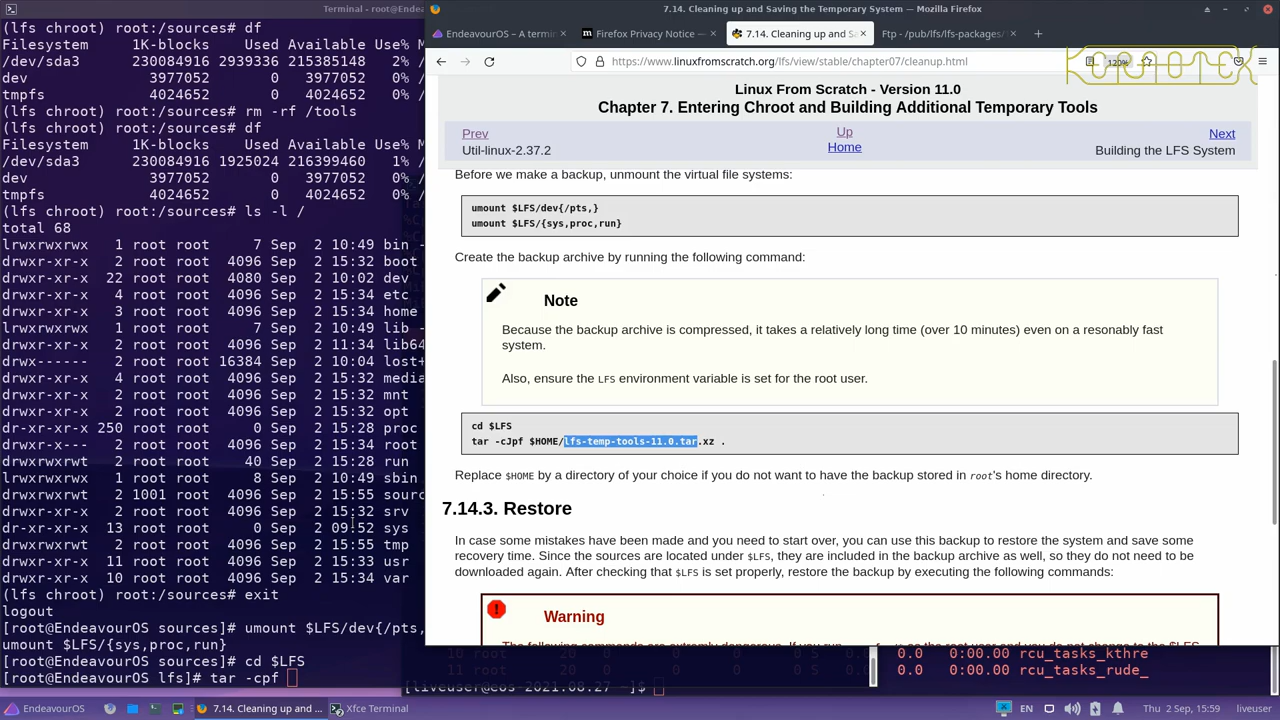 Terminal - root@Ende
(lfs chroot) root:/sources# df
Filesystem     1K-blocks    Used Available Use% M
/dev/sda3      230084916 2939336 215385148   2% /
dev              3977052       0   3977052   0% /
tmpfs            4024652       0   4024652   0% /
(lfs chroot) root:/sources# rm -rf /tools
(lfs chroot) root:/sources# df
Filesystem     1K-blocks    Used Available Use% M
/dev/sda3      230084916 1925024 216399460   1% /
dev              3977052       0   3977052   0% /
tmpfs            4024652       0   4024652   0% /
(lfs chroot) root:/sources# ls -l /
total 68
lrwxrwxrwx   1 root root     7 Sep  2 10:49 bin -
drwxr-xr-x   2 root root  4096 Sep  2 15:32 boot
drwxr-xr-x  22 root root  4080 Sep  2 10:02 dev
drwxr-xr-x   4 root root  4096 Sep  2 15:34 etc
drwxr-xr-x   3 root root  4096 Sep  2 15:34 home
lrwxrwxrwx   1 root root     7 Sep  2 10:49 lib -
drwxr-xr-x   2 root root  4096 Sep  2 11:34 lib64
drwx------   2 root root 16384 Sep  2 10:04 lost+
drwxr-xr-x   4 root root  4096 Sep  2 15:32 media
drwxr-xr-x   2 root root  4096 Sep  2 15:32 mnt
drwxr-xr-x   2 root root  4096 Sep  2 15:32 opt
dr-xr-xr-x 250 root root     0 Sep  2 15:28 proc
drwxr-x---   2 root root  4096 Sep  2 15:34 root
drwxrwxrwt   2 root root    40 Sep  2 15:28 run
lrwxrwxrwx   1 root root     8 Sep  2 10:49 sbin
drwxrwxrwt   2 1001 root  4096 Sep  2 15:55 sourc
drwxr-xr-x   2 root root  4096 Sep  2 15:32 srv
dr-xr-xr-x  13 root root     0 Sep  2 09:52 sys
drwxrwxrwt   2 root root  4096 Sep  2 15:55 tmp
drwxr-xr-x  11 root root  4096 Sep  2 15:33 usr
drwxr-xr-x  10 root root  4096 Sep  2 15:34 var
(lfs chroot) root:/sources# exit
logout
[root@EndeavourOS sources]# umount $LFS/dev{/pts,
umount $LFS/{sys,proc,run}
[root@EndeavourOS sources]# cd $LFS
[root@EndeavourOS lfs]# tar -cpf
7.14. Cleaning up and Saving the Temporary System — Mozilla Firefox
EndeavourOS – A termi
Firefox Privacy Notice —
7.14. Cleaning up and Sa
Ftp - /pub/lfs/lfs-packages/
https://www.linuxfromscratch.org/lfs/view/stable/chapter07/cleanup.html
120%
KOMPOTEK
Linux From Scratch - Version 11.0
Chapter 7. Entering Chroot and Building Additional Temporary Tools
Prev Up Next
Util-linux-2.37.2 Home Building the LFS System
Before we make a backup, unmount the virtual file systems:
umount $LFS/dev{/pts,}
umount $LFS/{sys,proc,run}
Create the backup archive by running the following command:
Note
Because the backup archive is compressed, it takes a relatively long time (over 10 minutes) even on a resonably fast
system.
Also, ensure the LFS environment variable is set for the root user.
cd $LFS
tar -cJpf $HOME/lfs-temp-tools-11.0.tar.xz .
Replace $HOME by a directory of your choice if you do not want to have the backup stored in root's home directory.
7.14.3. Restore
In case some mistakes have been made and you need to start over, you can use this backup to restore the system and save some
recovery time. Since the sources are located under $LFS, they are included in the backup archive as well, so they do not need to be
downloaded again. After checking that $LFS is set properly, restore the backup by executing the following commands:
Warning
0.0 0:00.00 rcu_tasks_kthre
11 root 20 0 0 0 S 0.0 0:00.00 rcu_tasks_rude_
[liveuser@eos-2021.08.27 ~]$
EndeavourOS
7.14. Cleaning up and ...
Xfce Terminal
EN
Thu 2 Sep, 15:59
liveuser